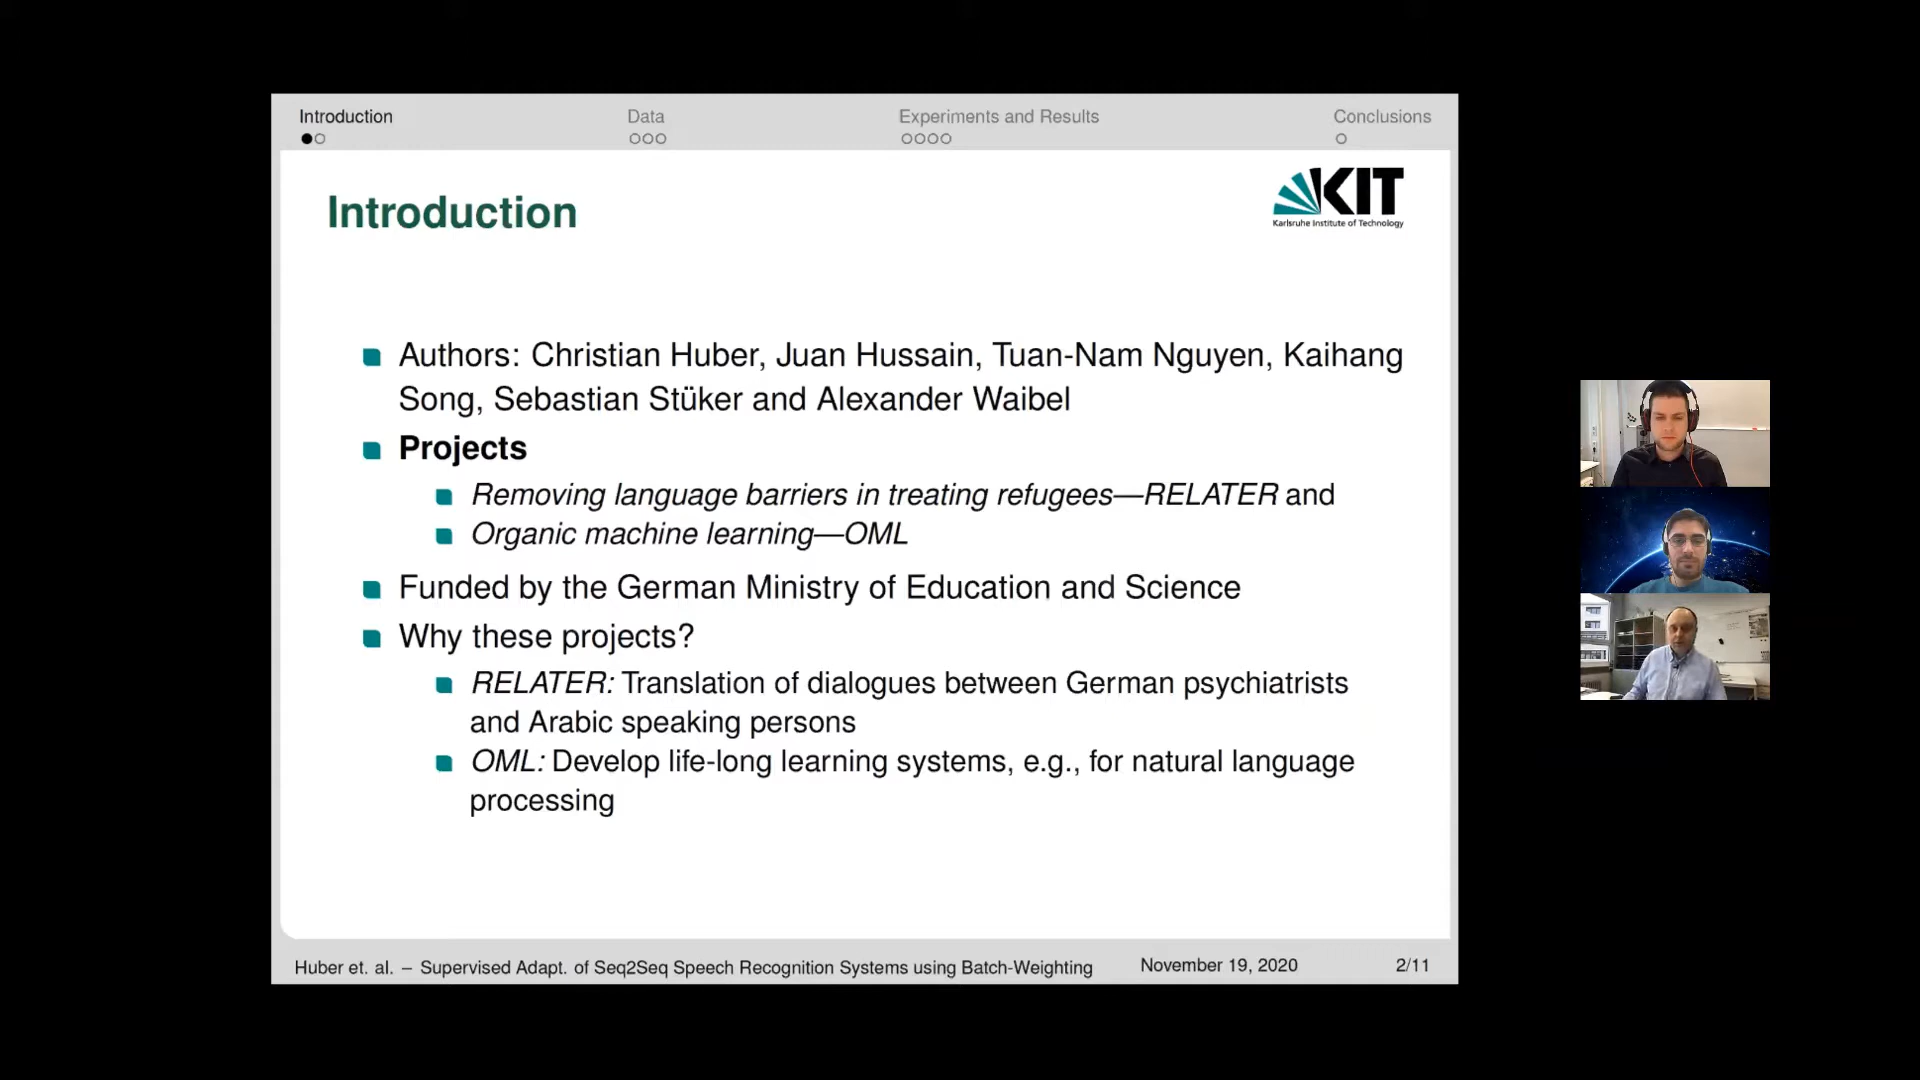 Introduction
Data
Experiments and Results
Conclusions
KIT
Karlsruhe Institute of Technology
Introduction
Authors: Christian Huber, Juan Hussain, Tuan-Nam Nguyen, Kaihang
Song, Sebastian Stüker and Alexander Waibel
Projects
Removing language barriers in treating refugees—RELATER and
Organic machine learning—OML
Funded by the German Ministry of Education and Science
Why these projects?
RELATER: Translation of dialogues between German psychiatrists
and Arabic speaking persons
OML: Develop life-long learning systems, e.g., for natural language
processing
Huber et. al. – Supervised Adapt. of Seq2Seq Speech Recognition Systems using Batch-Weighting
November 19, 2020
2/11